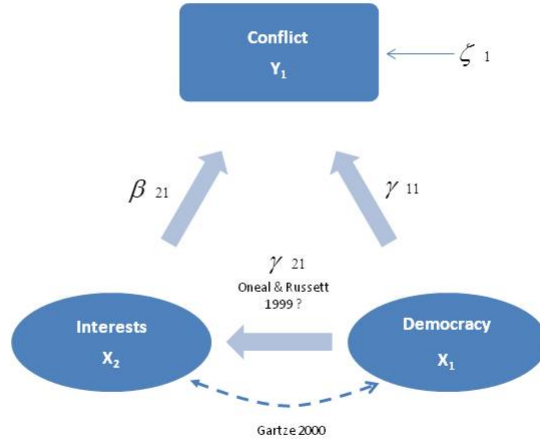 Conflict
Y₁
ζ 1
β 21
γ 11
γ 21
Oneal & Russett
1999 ?
Interests
X₂
Democracy
X₁
Gartze 2000